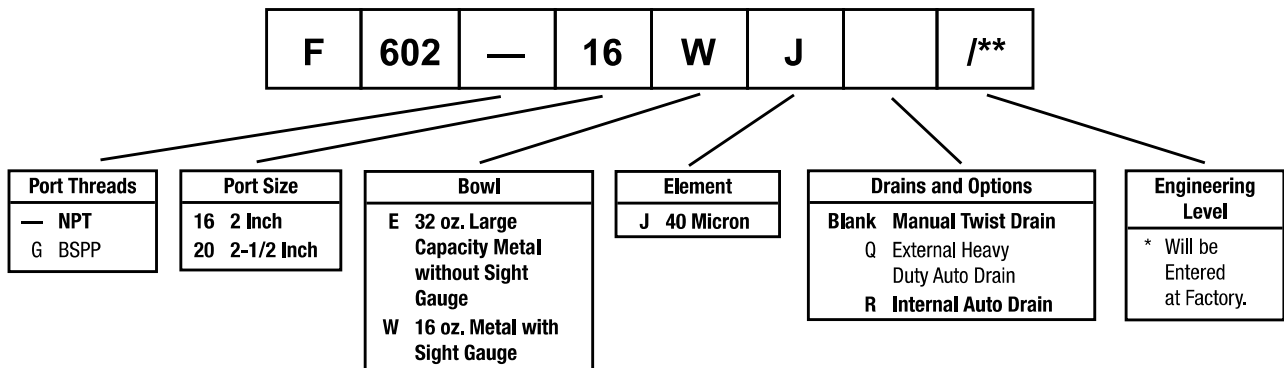 F 602 — 16 W J /**
Port Threads
— NPT
G BSPP
Port Size
16 2 Inch
20 2-1/2 Inch
Bowl
E 32 oz. Large
Capacity Metal
without Sight
Gauge
W 16 oz. Metal with
Sight Gauge
Element
J 40 Micron
Drains and Options
Blank Manual Twist Drain
Q External Heavy
Duty Auto Drain
R Internal Auto Drain
Engineering
Level
* Will be
Entered
at Factory.